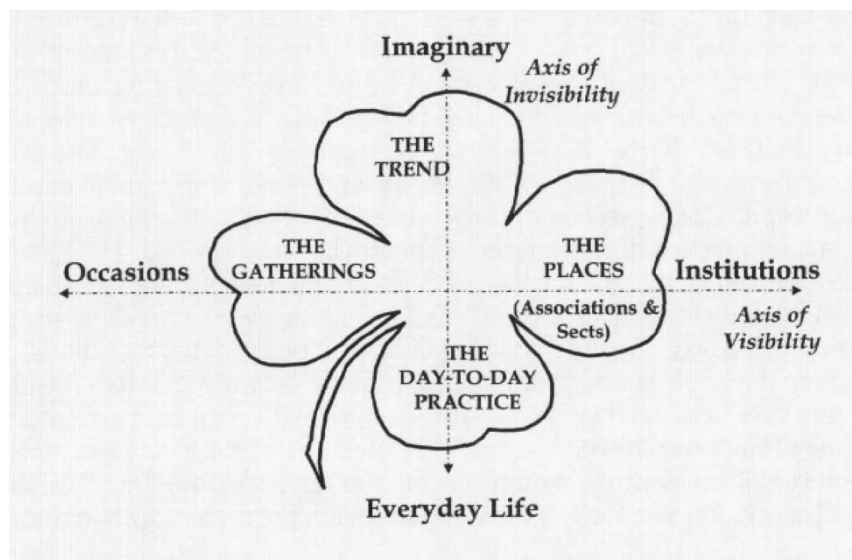 Imaginary
Axis of
Invisibility
THE
TREND
THE
GATHERINGS
THE
PLACES
Occasions
Institutions
(Associations &
Sects)
Axis of
Visibility
THE
DAY-TO-DAY
PRACTICE
Everyday Life